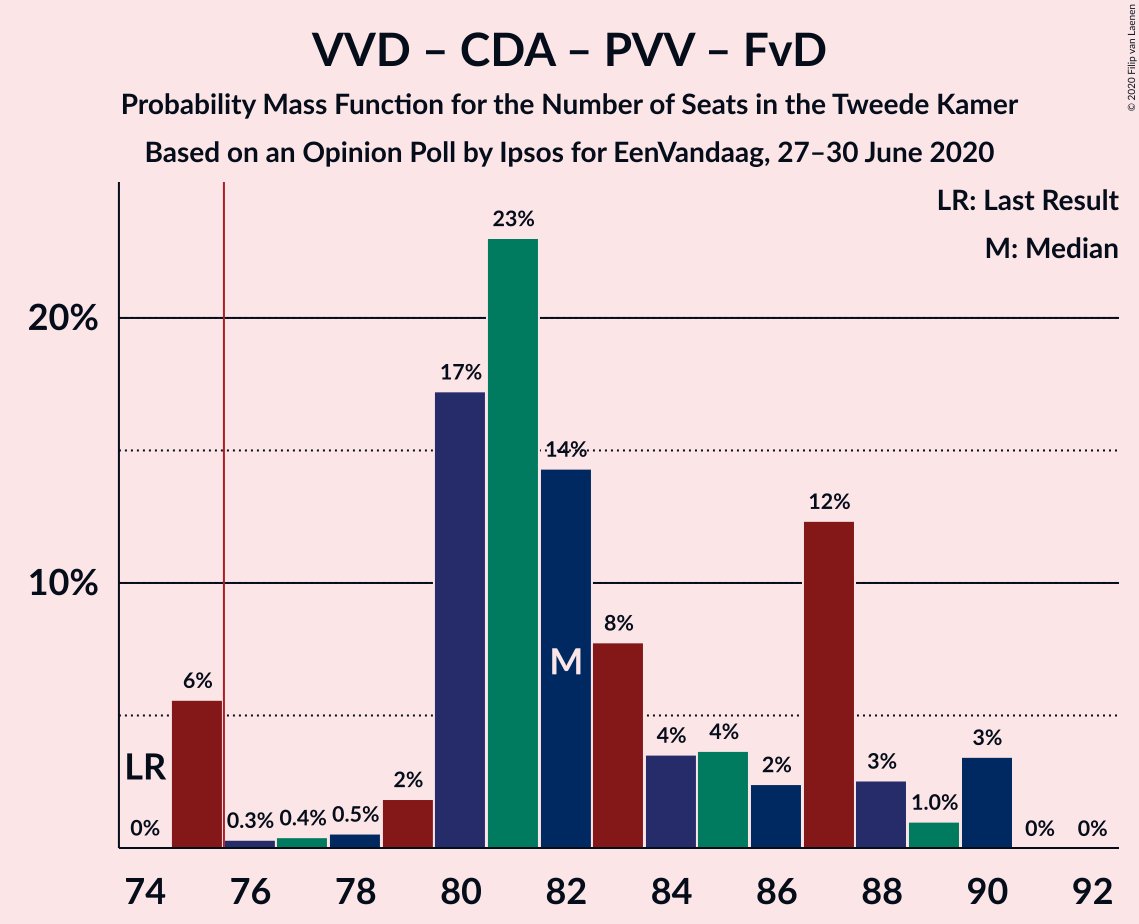 VVD – CDA – PVV – FvD
Probability Mass Function for the Number of Seats in the Tweede Kamer
Based on an Opinion Poll by Ipsos for EenVandaag, 27–30 June 2020
© 2020 Filip van Laenen
LR: Last Result
M: Median
23%
20%
17%
14%
12%
10%
M
8%
6%
LR
4%
4%
3%
2%
3%
2%
1.0%
0.5%
0.4%
0.3%
0%
0%
0%
74 76 78 80 82 84 86 88 90 92